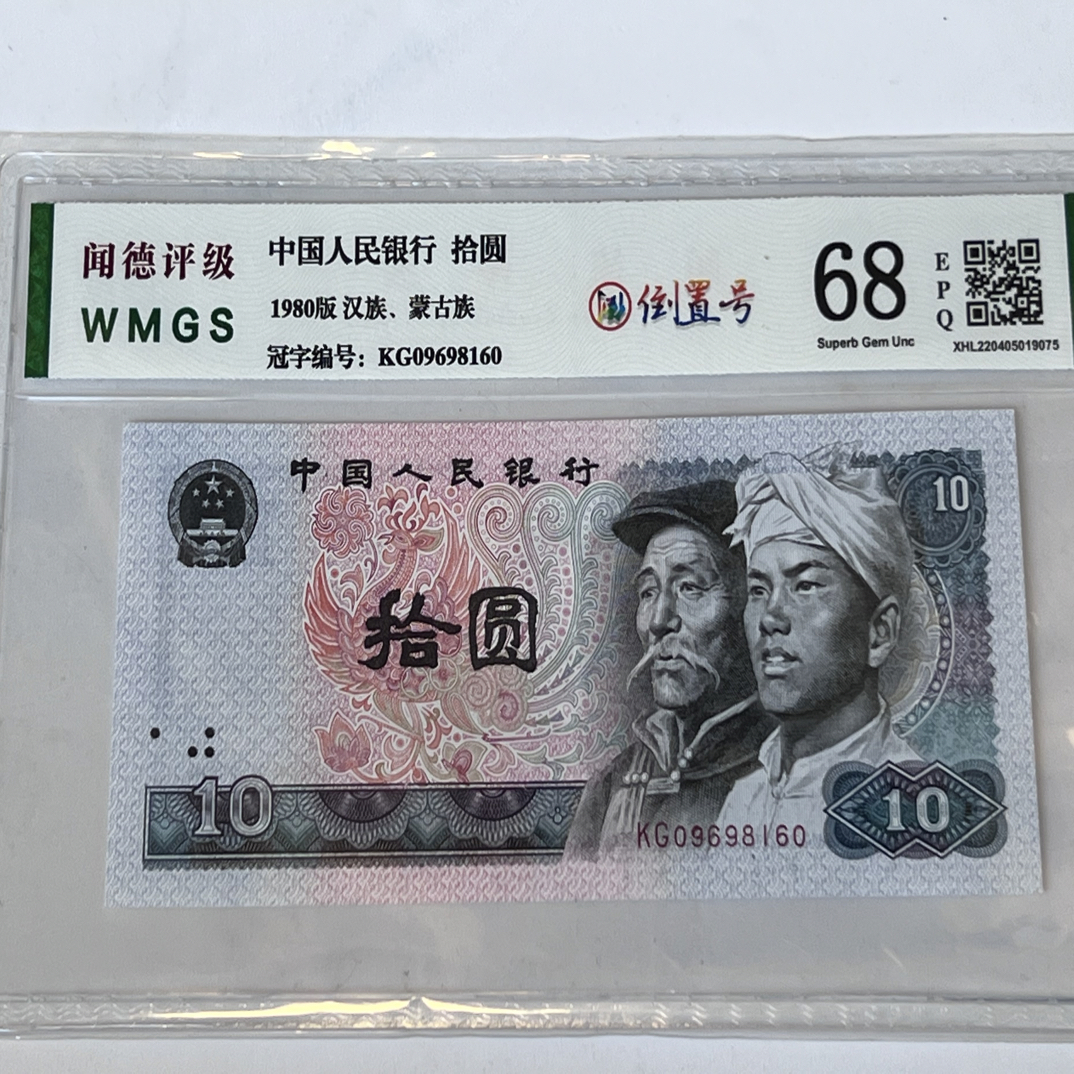 闻德评级
WMGS
中国人民银行 拾圆
1980版 汉族、蒙古族
冠字编号：KG09698160
倒置号
68
EPQ
Superb Gem Unc
XHL220405019075
中国人民银行
10
拾圆
10
KG09698160
10